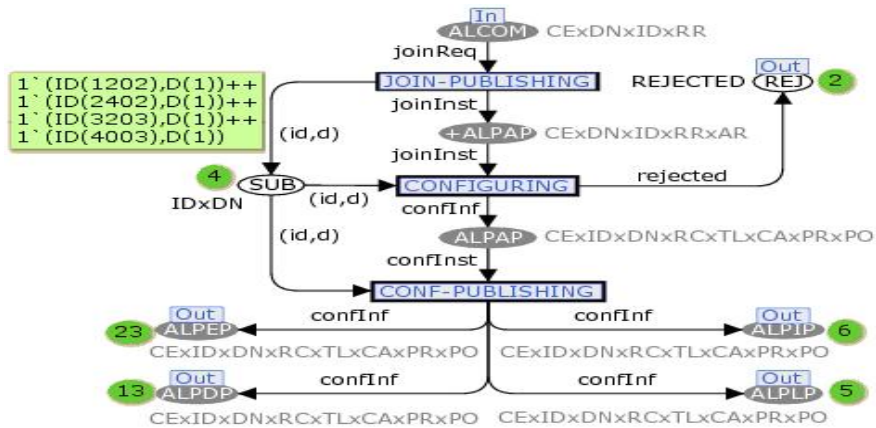 In
ALCOM CExDNxIDxRR
joinReq
Out
1`(ID(1202),D(1))++
1`(ID(2402),D(1))++
1`(ID(3203),D(1))++
1`(ID(4003),D(1))
JOIN-PUBLISHING
REJECTED REJ 2
joinInst
(id,d)
+ALPAP CExDNxIDxRRxAR
joinInst
4
SUB
(id,d)
CONFIGURING
rejected
IDxDN
confInf
(id,d)
ALPAP CExIDxDNxRCxTLxCAxPRxPO
confInst
CONF-PUBLISHING
Out
confInf
confInf
Out
23 ALPEP
ALPIP 6
CExIDxDNxRCxTLxCAxPRxPO
CExIDxDNxRCxTLxCAxPRxPO
Out
confInf
confInf
Out
13 ALPDP
ALPLP 5
CExIDxDNxRCxTLxCAxPRxPO
CExIDxDNxRCxTLxCAxPRxPO